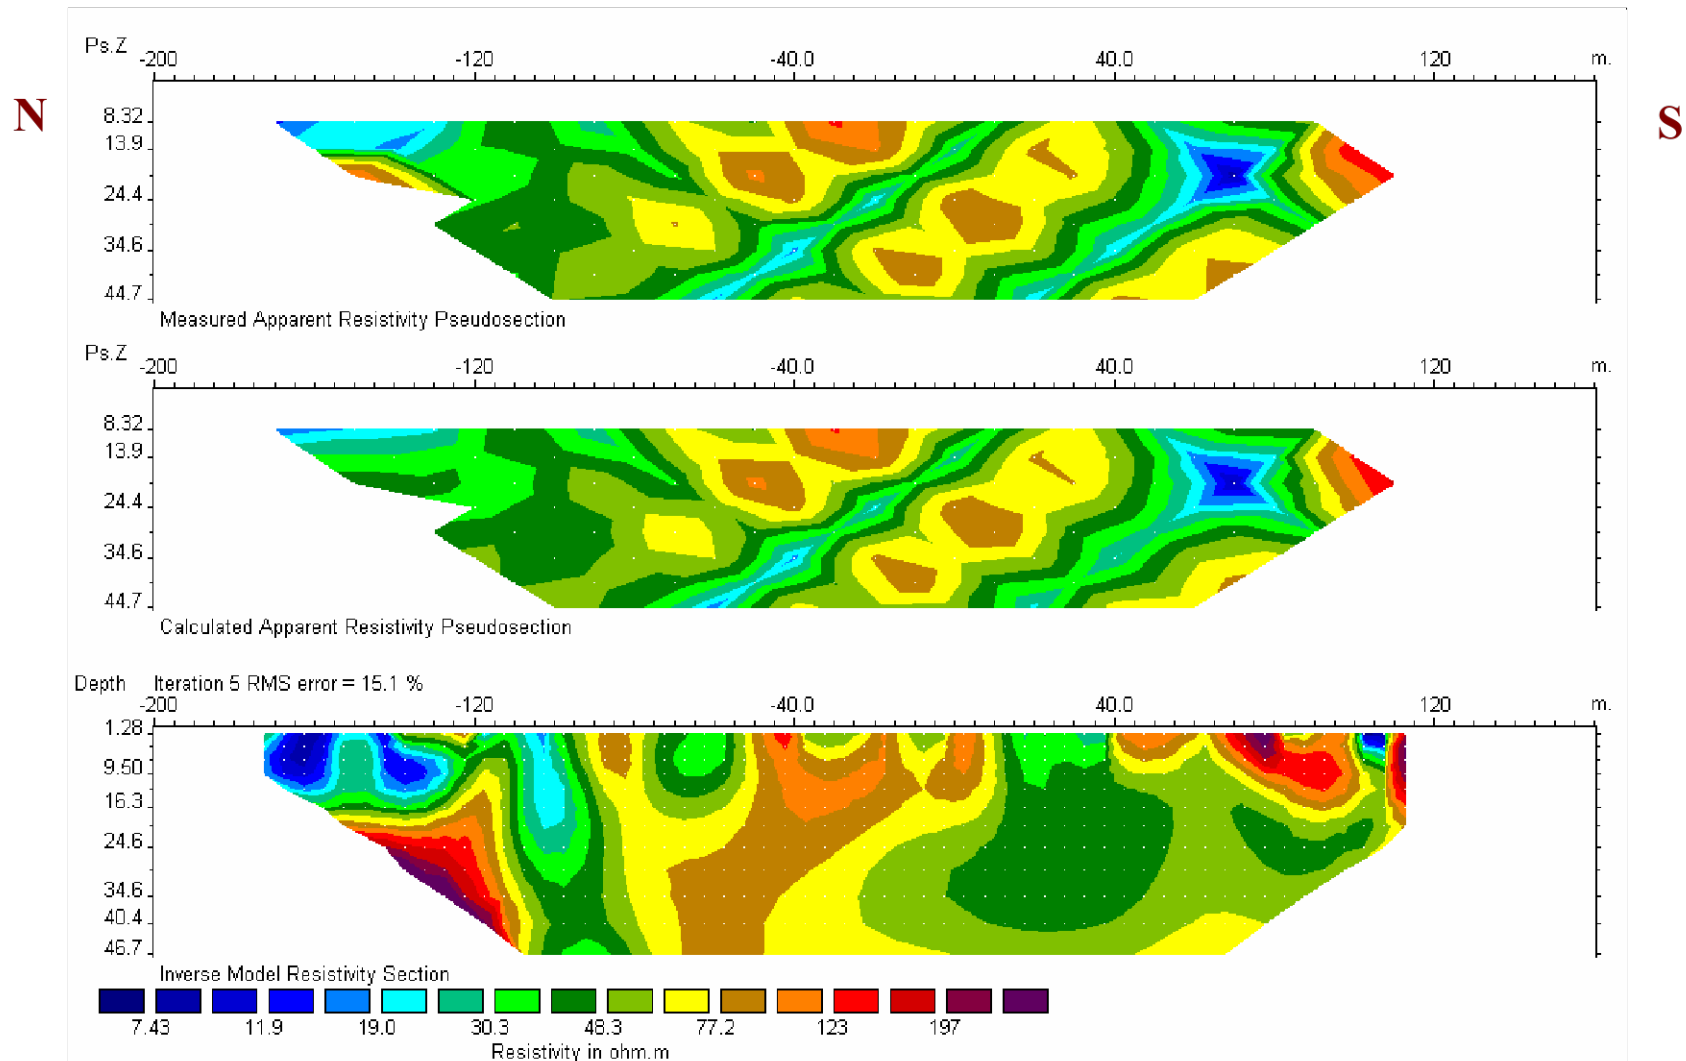 Ps.Z -200 -120 -40.0 40.0 120 m.
N
S
8.32
13.9
24.4
34.6
44.7
Measured Apparent Resistivity Pseudosection
Ps.Z -200 -120 -40.0 40.0 120 m.
8.32
13.9
24.4
34.6
44.7
Calculated Apparent Resistivity Pseudosection
Depth Iteration 5 RMS error = 15.1 %
-200 -120 -40.0 40.0 120 m.
1.28
9.60
16.3
24.6
34.6
40.4
46.7
Inverse Model Resistivity Section
7.43 11.9 19.0 30.3 48.3 77.2 123 197
Resistivity in ohm.m